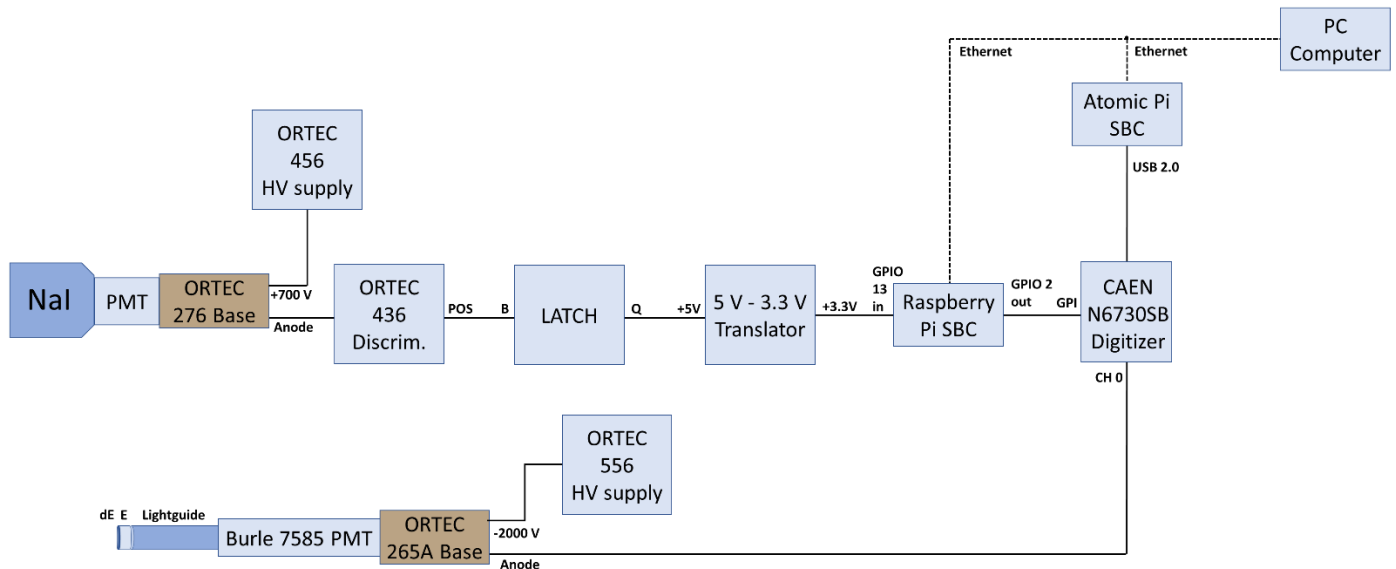 PC
Computer
Ethernet
Ethernet
Atomic Pi
SBC
USB 2.0
ORTEC
456
HV supply
NaI
PMT
ORTEC
276 Base
+700 V
Anode
ORTEC
436
Discrim.
POS
B
LATCH
Q
+5V
5 V - 3.3 V
Translator
+3.3V
GPIO
13
in
Raspberry
Pi SBC
GPIO 2
out
GPI
CAEN
N6730SB
Digitizer
CH 0
ORTEC
556
HV supply
dE E Lightguide
Burle 7585 PMT
ORTEC
265A Base
-2000 V
Anode